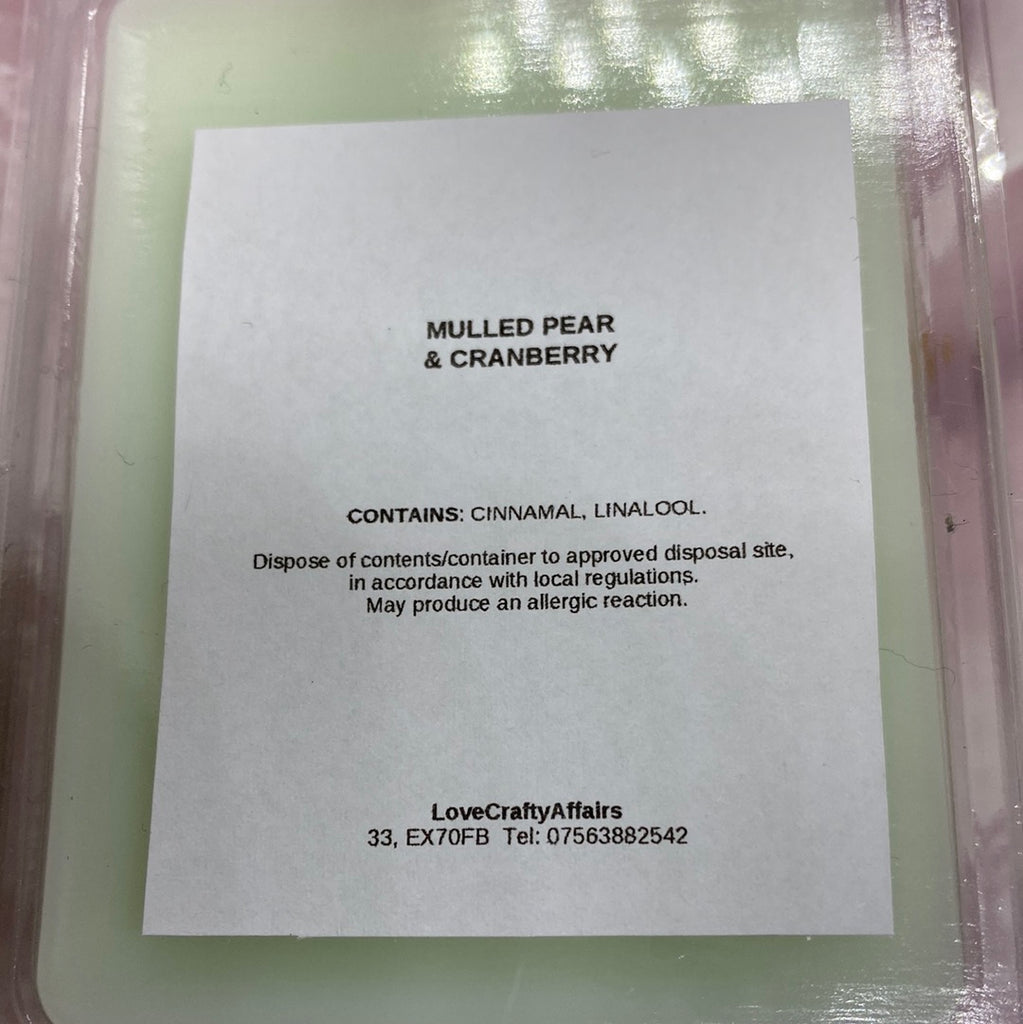 MULLED PEAR
& CRANBERRY
CONTAINS: CINNAMAL, LINALOOL.
Dispose of contents/container to approved disposal site,
in accordance with local regulations.
May produce an allergic reaction.
LoveCraftyAffairs
33, EX70FB Tel: 07563882542